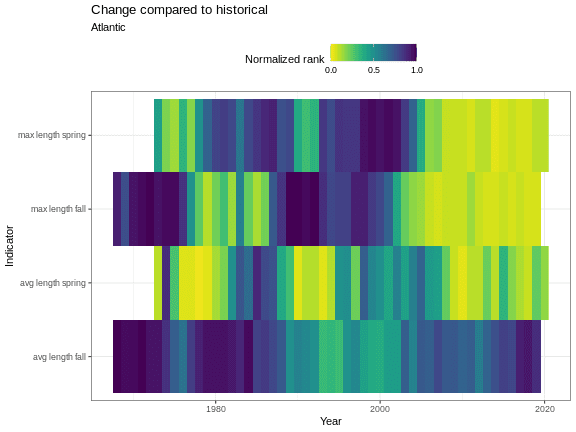 Change compared to historical
Atlantic
Normalized rank
0.0 0.5 1.0
max length spring
max length fall
avg length spring
avg length fall
Indicator
1980 2000 2020
Year